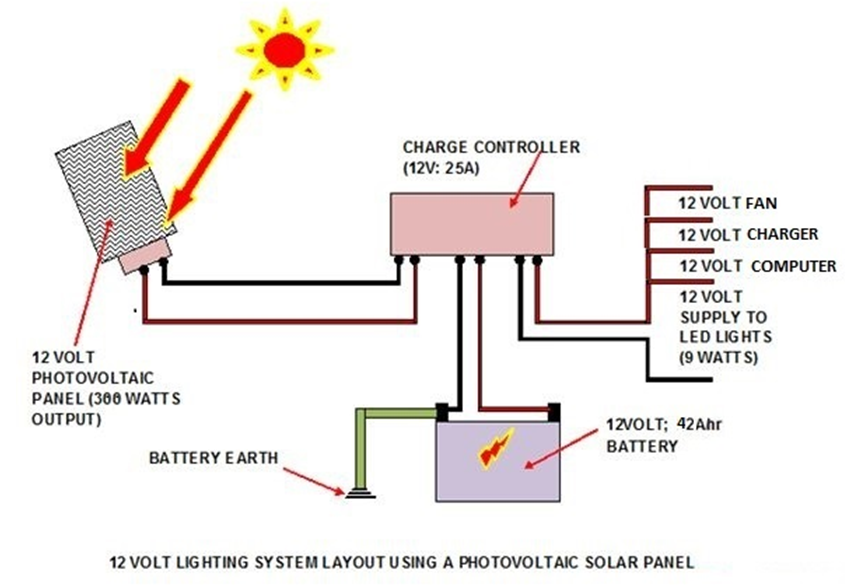 CHARGE CONTROLLER
(12V: 25A)
12 VOLT FAN
12 VOLT CHARGER
12 VOLT COMPUTER
12 VOLT
SUPPLY TO
LED LIGHTS
(9 WATTS)
12 VOLT
PHOTOVOLTAIC
PANEL (300 WATTS
OUTPUT)
12VOLT; 42Ahr
BATTERY
BATTERY EARTH
12 VOLT LIGHTING SYSTEM LAYOUT USING A PHOTOVOLTAIC SOLAR PANEL